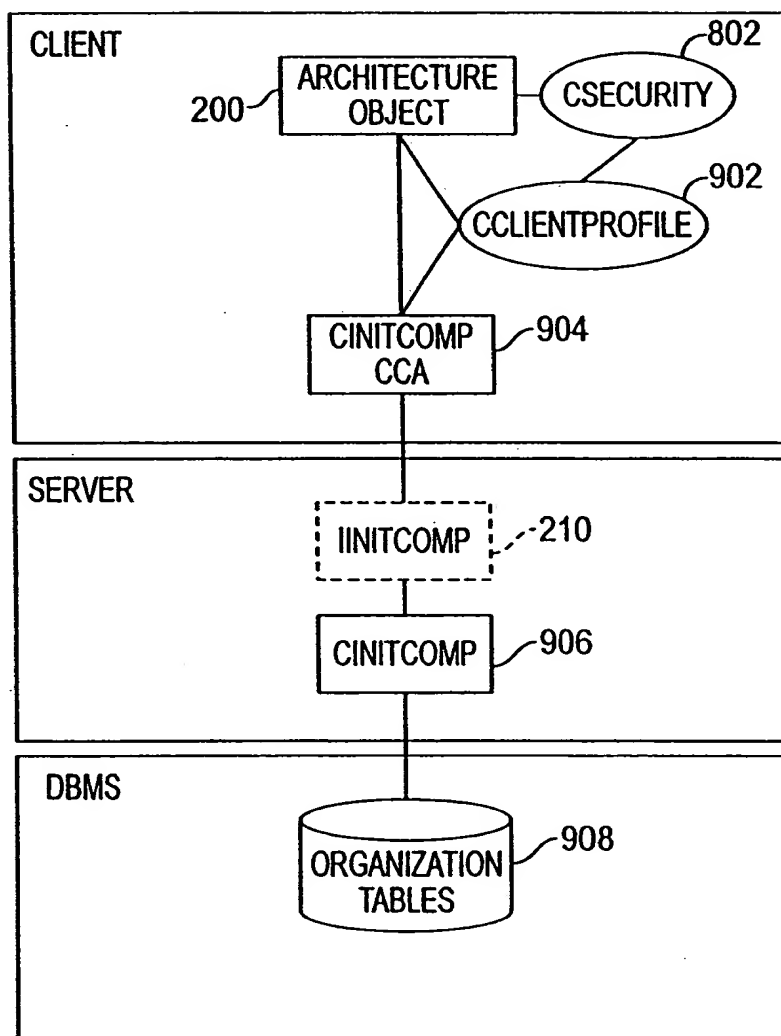 CLIENT
802
ARCHITECTURE
OBJECT
200
CSECURITY
902
CCLIENTPROFILE
CINITCOMP
CCA
904
SERVER
IINITCOMP
210
CINITCOMP
906
DBMS
908
ORGANIZATION
TABLES